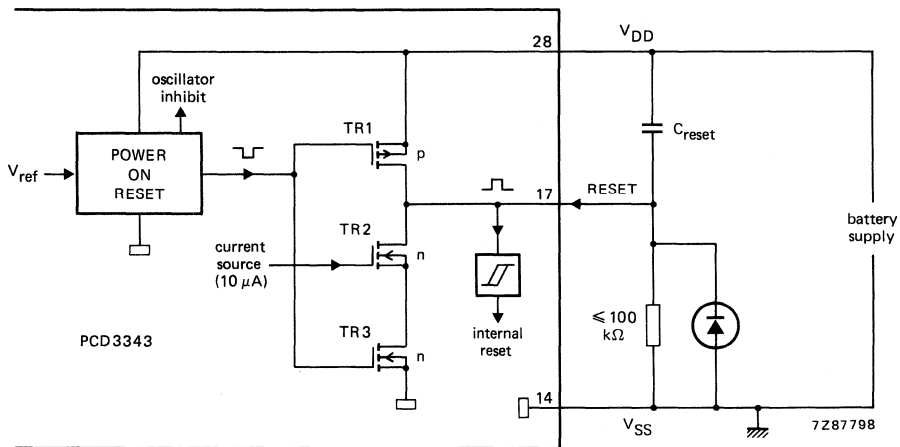 28
V_DD
oscillator
inhibit
POWER
ON
RESET
V_ref
TR1
p
C_reset
17
RESET
TR2
n
current
source
(10 μA)
battery
supply
internal
reset
TR3
n
≤ 100
kΩ
PCD3343
14
V_SS
7Z87798